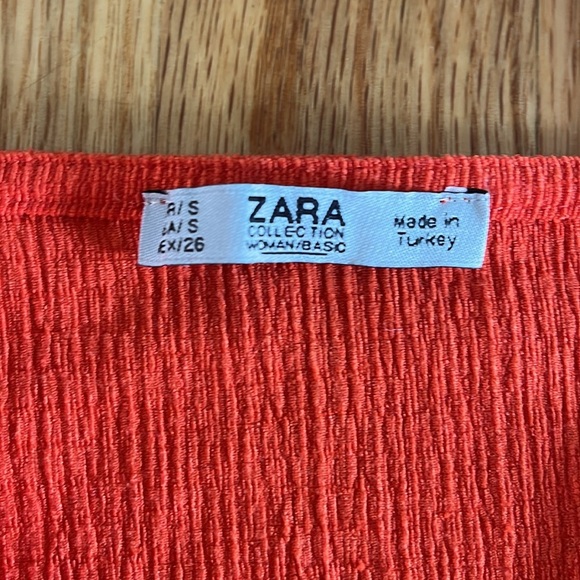 R/ S
A/ S
EX/26
ZARA
COLLECTION
WOMAN/BASIC
Made in
Turkey